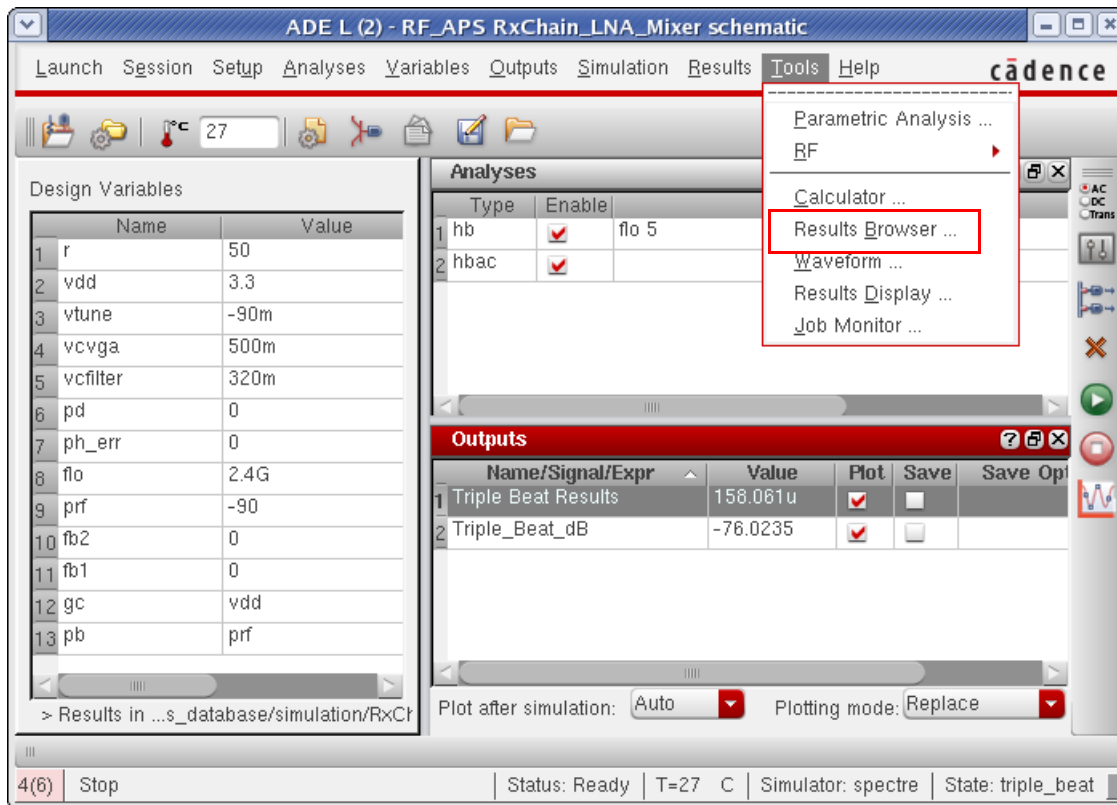 ADE L (2) - RF_APS RxChain_LNA_Mixer schematic
Launch Session Setup Analyses Variables Outputs Simulation Results Tools Help cādence
°C 27
Parametric Analysis ...
RF
Calculator ...
Results Browser ...
Waveform ...
Results Display ...
Job Monitor ...
Design Variables
Name Value
1 r 50
2 vdd 3.3
3 vtune -90m
4 vcvga 500m
5 vcfilter 320m
6 pd 0
7 ph_err 0
8 flo 2.4G
9 prf -90
10 fb2 0
11 fb1 0
12 gc vdd
13 pb prf
> Results in ...s_database/simulation/RxCh
Analyses
Type Enable
1 hb flo 5
2 hbac
AC
DC
Trans
Outputs
Name/Signal/Expr Value Plot Save Save Opt
1 Triple Beat Results 158.061u
2 Triple_Beat_dB -76.0235
Plot after simulation: Auto Plotting mode: Replace
4(6) Stop Status: Ready T=27 C Simulator: spectre State: triple_beat